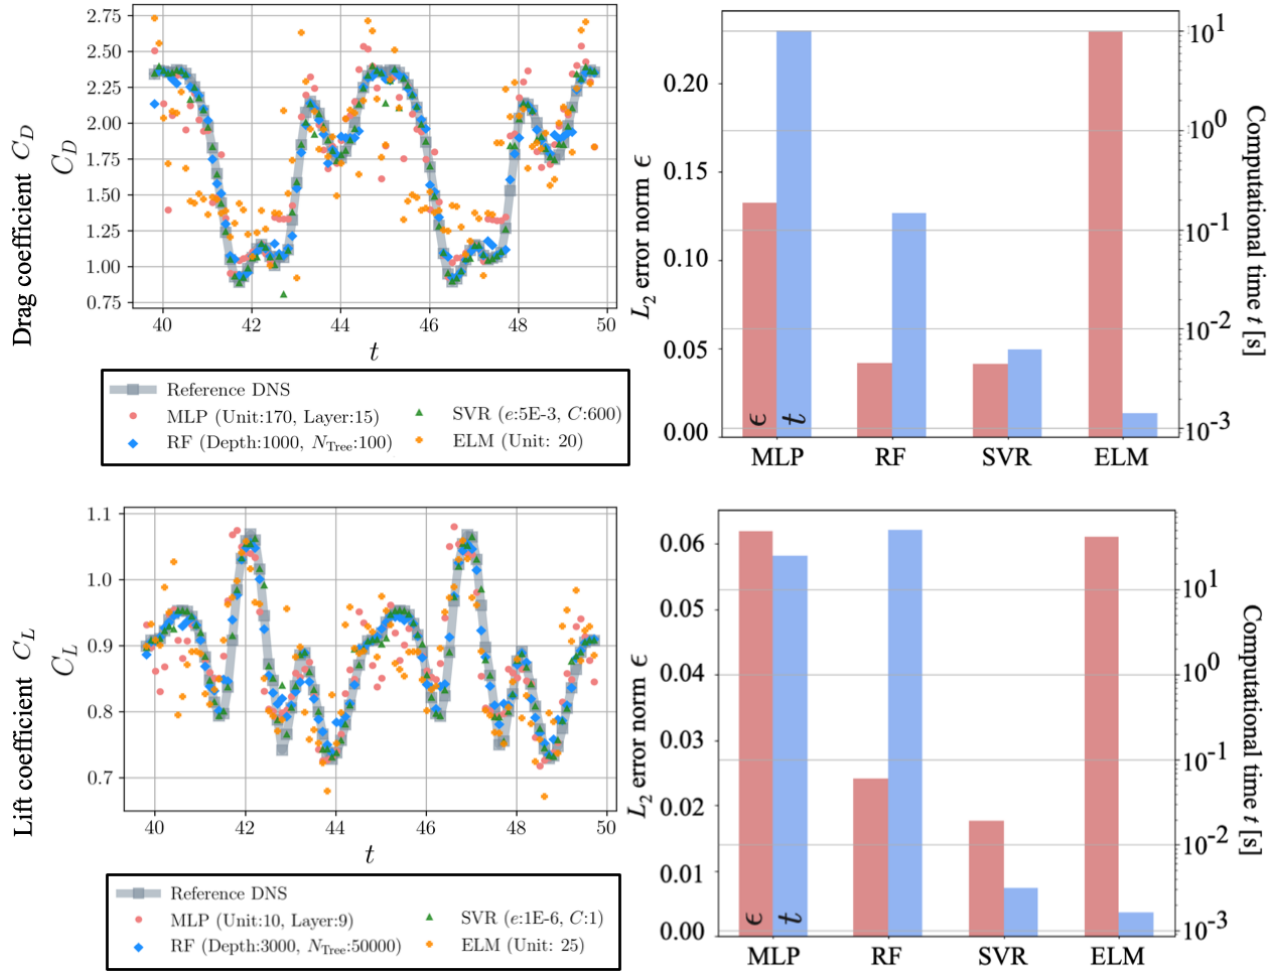 Drag coefficient C_D
C_D
2.75
2.50
2.25
2.00
1.75
1.50
1.25
1.00
0.75
40 42 44 46 48 50
t
Reference DNS
MLP (Unit:170, Layer:15)
RF (Depth:1000, N_Tree:100)
SVR (e:5E-3, C:600)
ELM (Unit: 20)
L_2 error norm ϵ
0.20
0.15
0.10
0.05
0.00
ϵ t
MLP RF SVR ELM
10^1
10^0
10^-1
10^-2
10^-3
Computational time t [s]
Lift coefficient C_L
C_L
1.1
1.0
0.9
0.8
0.7
40 42 44 46 48 50
t
Reference DNS
MLP (Unit:10, Layer:9)
RF (Depth:3000, N_Tree:50000)
SVR (e:1E-6, C:1)
ELM (Unit: 25)
L_2 error norm ϵ
0.06
0.05
0.04
0.03
0.02
0.01
0.00
ϵ t
MLP RF SVR ELM
10^1
10^0
10^-1
10^-2
10^-3
Computational time t [s]